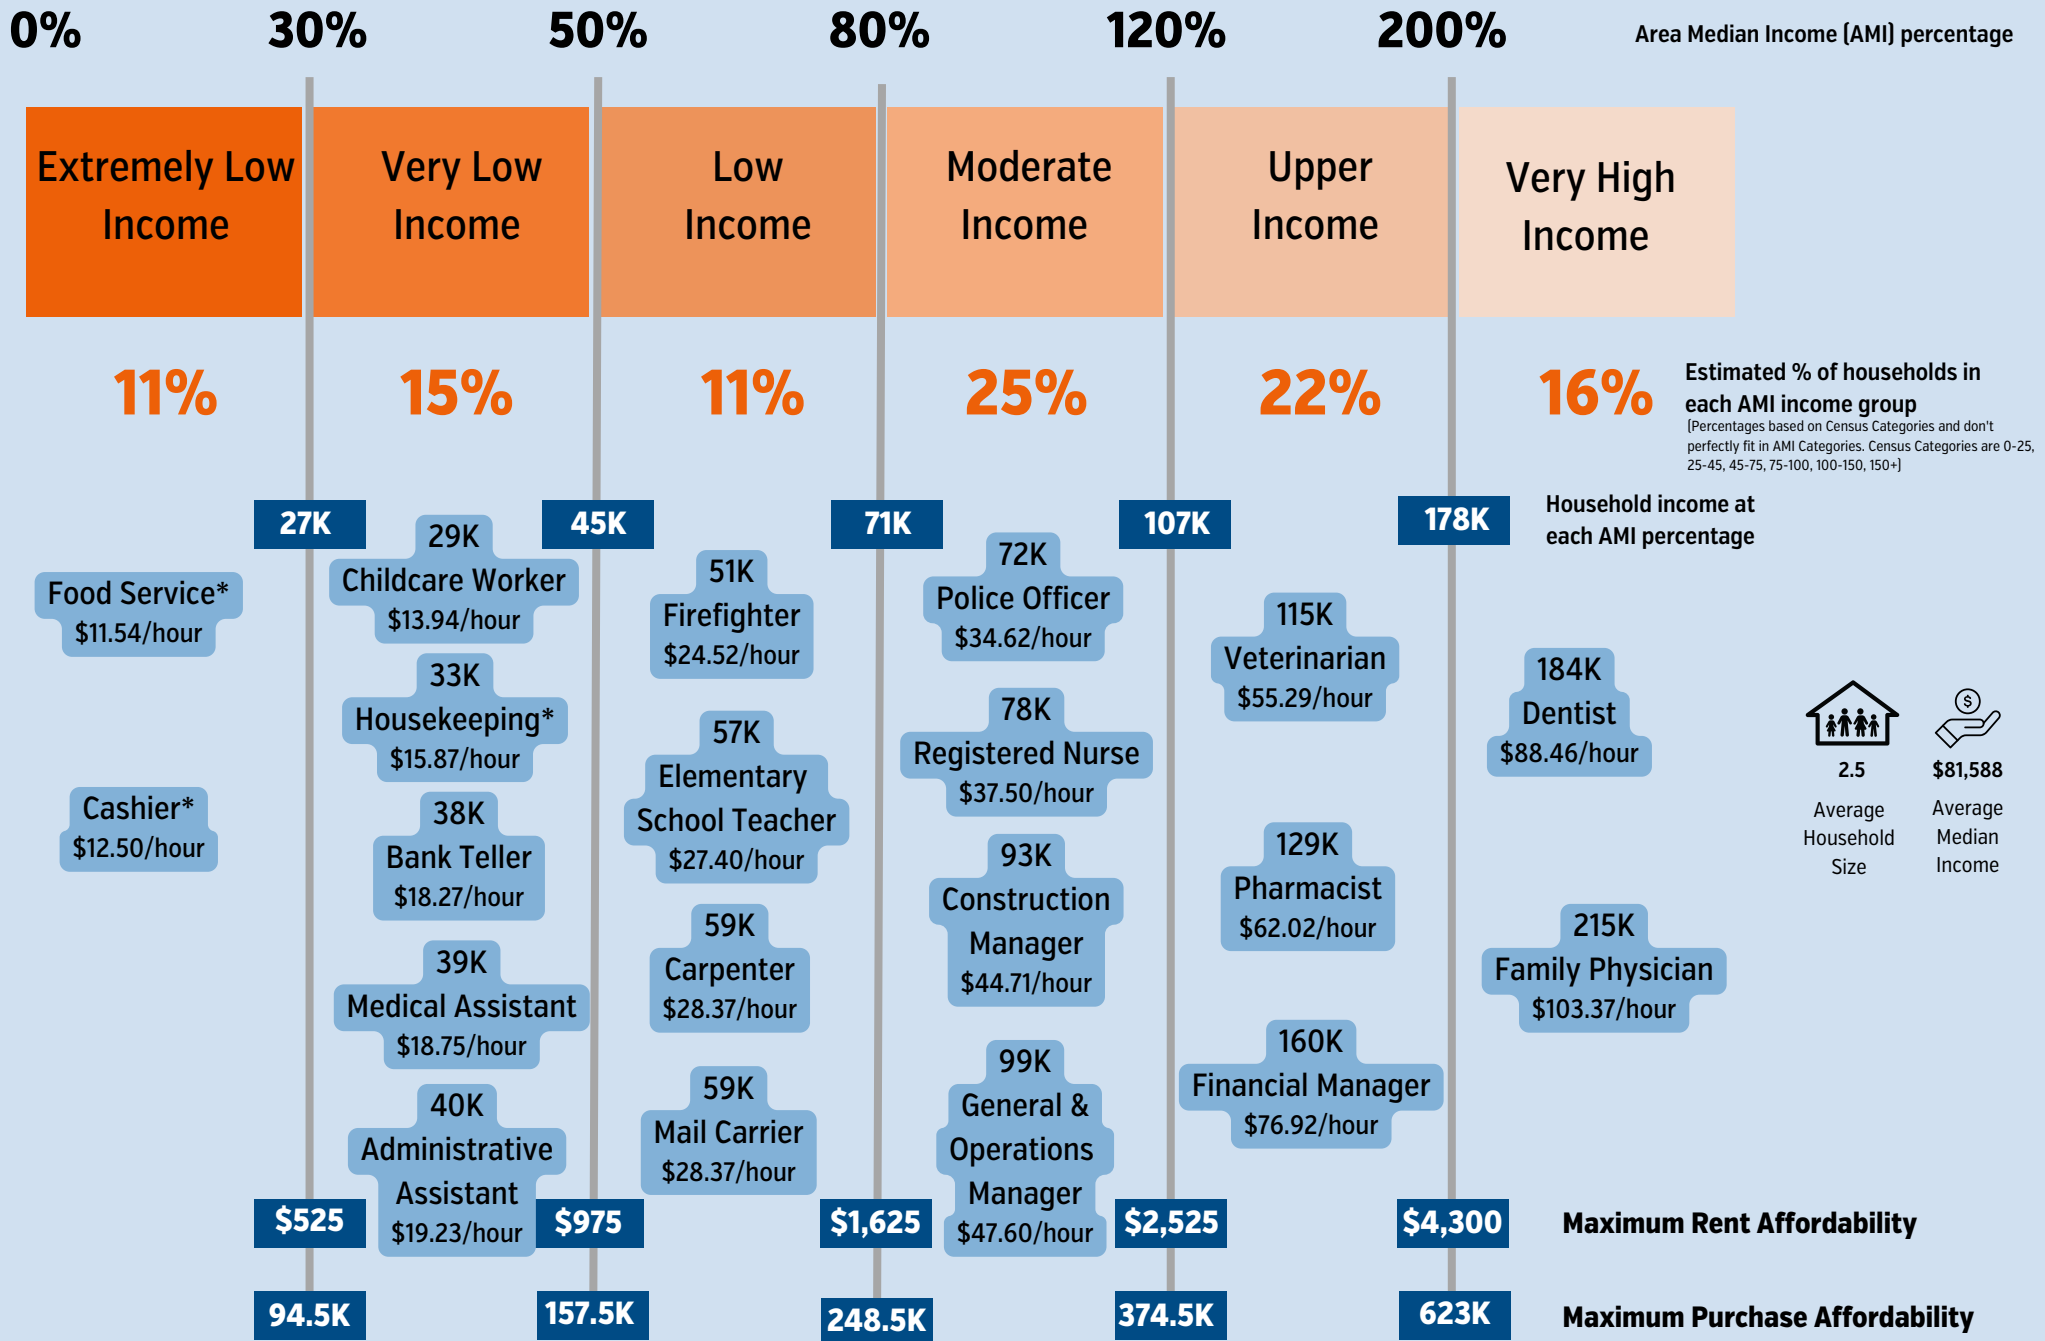 0%
30%
50%
80%
120%
200%
Area Median Income (AMI) percentage
Extremely Low
Income
Very Low
Income
Low
Income
Moderate
Income
Upper
Income
Very High
Income
11%
15%
11%
25%
22%
16%
Estimated % of households in
each AMI income group
(Percentages based on Census Categories and don't
perfectly fit in AMI Categories. Census Categories are 0-25,
25-45, 45-75, 75-100, 100-150, 150+)
27K
45K
71K
107K
178K
Household income at
each AMI percentage
Food Service*
$11.54/hour
Cashier*
$12.50/hour
29K
Childcare Worker
$13.94/hour
33K
Housekeeping*
$15.87/hour
38K
Bank Teller
$18.27/hour
39K
Medical Assistant
$18.75/hour
40K
Administrative
Assistant
$19.23/hour
51K
Firefighter
$24.52/hour
57K
Elementary
School Teacher
$27.40/hour
59K
Carpenter
$28.37/hour
59K
Mail Carrier
$28.37/hour
72K
Police Officer
$34.62/hour
78K
Registered Nurse
$37.50/hour
93K
Construction
Manager
$44.71/hour
99K
General &
Operations
Manager
$47.60/hour
115K
Veterinarian
$55.29/hour
129K
Pharmacist
$62.02/hour
160K
Financial Manager
$76.92/hour
184K
Dentist
$88.46/hour
215K
Family Physician
$103.37/hour
$
2.5
Average
Household
Size
$81,588
Average
Median
Income
$525
$975
$1,625
$2,525
$4,300
Maximum Rent Affordability
94.5K
157.5K
248.5K
374.5K
623K
Maximum Purchase Affordability